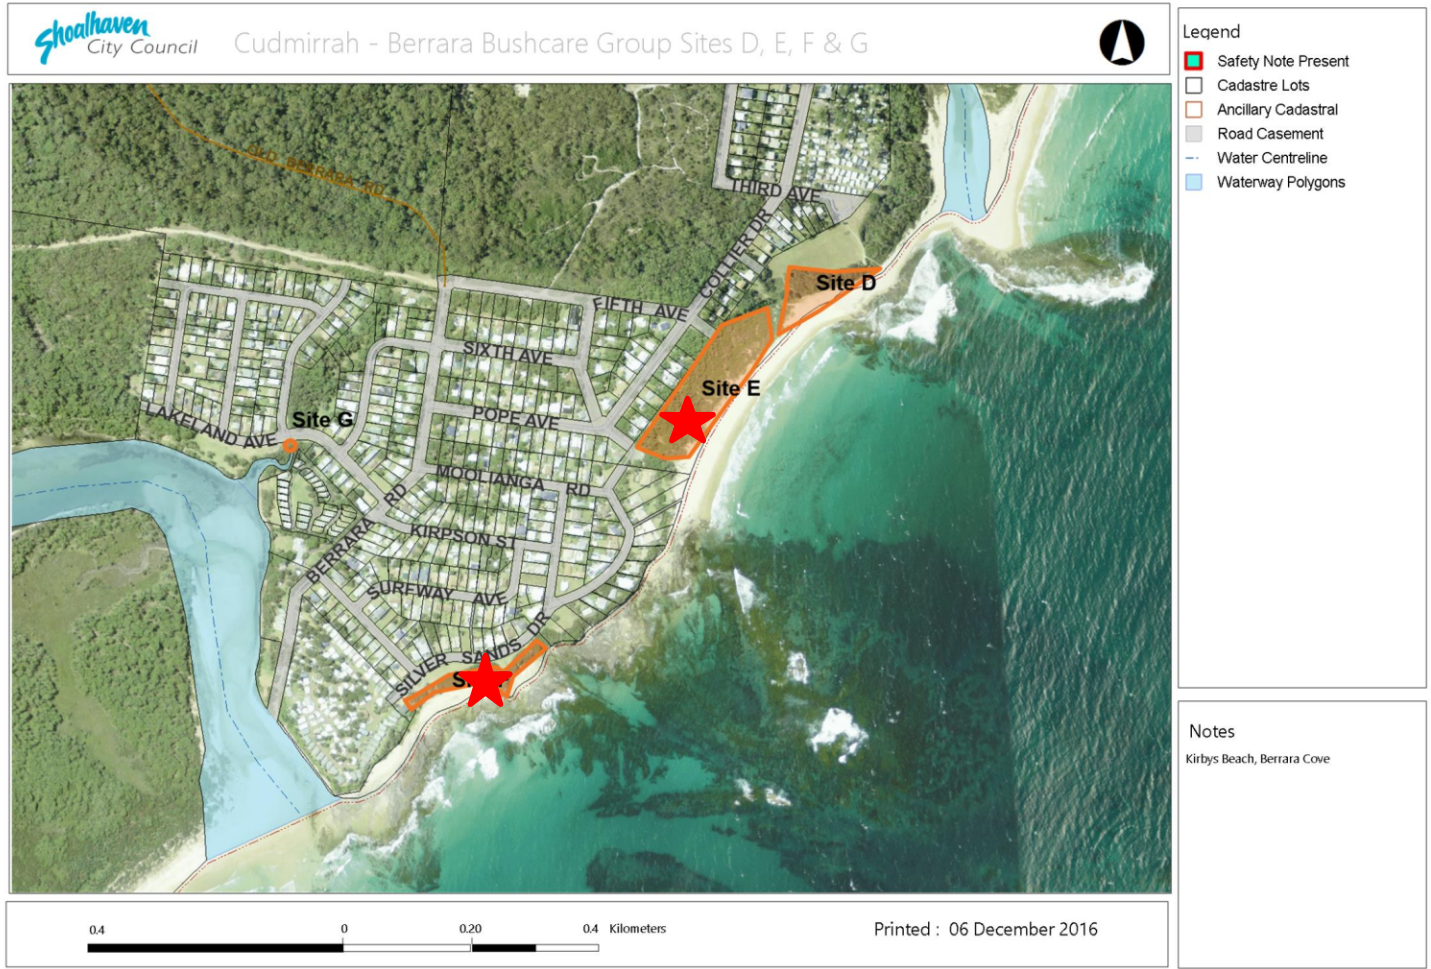 Shoalhaven
City Council
Cudmirrah - Berrara Bushcare Group Sites D, E, F & G
Legend
Safety Note Present
Cadastre Lots
Ancillary Cadastral
Road Casement
Water Centreline
Waterway Polygons
OLD BERRARA RD
THIRD AVE
COLLIER DR
Site D
FIFTH AVE
SIXTH AVE
Site E
POPE AVE
Site G
LAKELAND AVE
MOOLIANGA RD
BERRARA RD
KIRPSON ST
SURFWAY AVE
SILVER SANDS DR
Notes
Kirbys Beach, Berrara Cove
0.4 0 0.20 0.4 Kilometers
Printed : 06 December 2016